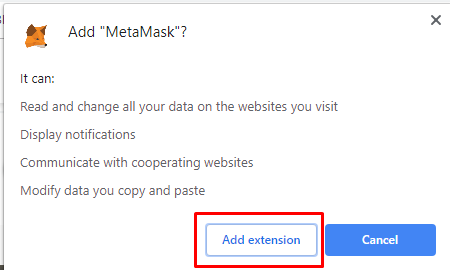 Add "MetaMask"?
It can:
Read and change all your data on the websites you visit
Display notifications
Communicate with cooperating websites
Modify data you copy and paste
Add extension
Cancel